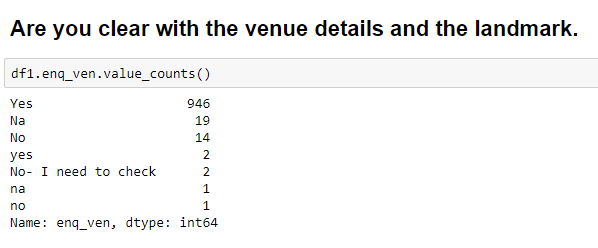 Are you clear with the venue details and the landmark.
df1.enq_ven.value_counts()
Yes                    946
Na                      19
No                      14
yes                      2
No- I need to check      2
na                       1
no                       1
Name: enq_ven, dtype: int64